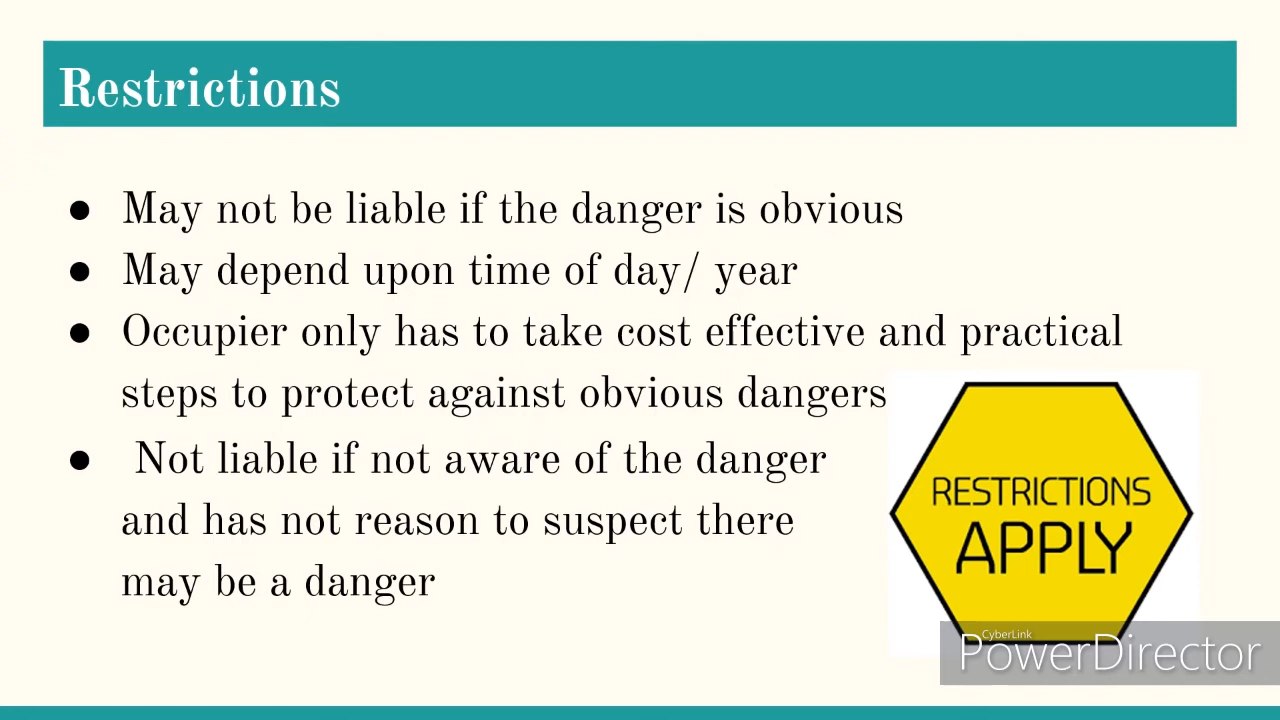 Restrictions
● May not be liable if the danger is obvious
● May depend upon time of day/ year
● Occupier only has to take cost effective and practical
steps to protect against obvious dangers
● Not liable if not aware of the danger
and has not reason to suspect there
may be a danger
RESTRICTIONS
APPLY
CyberLink
PowerDirector